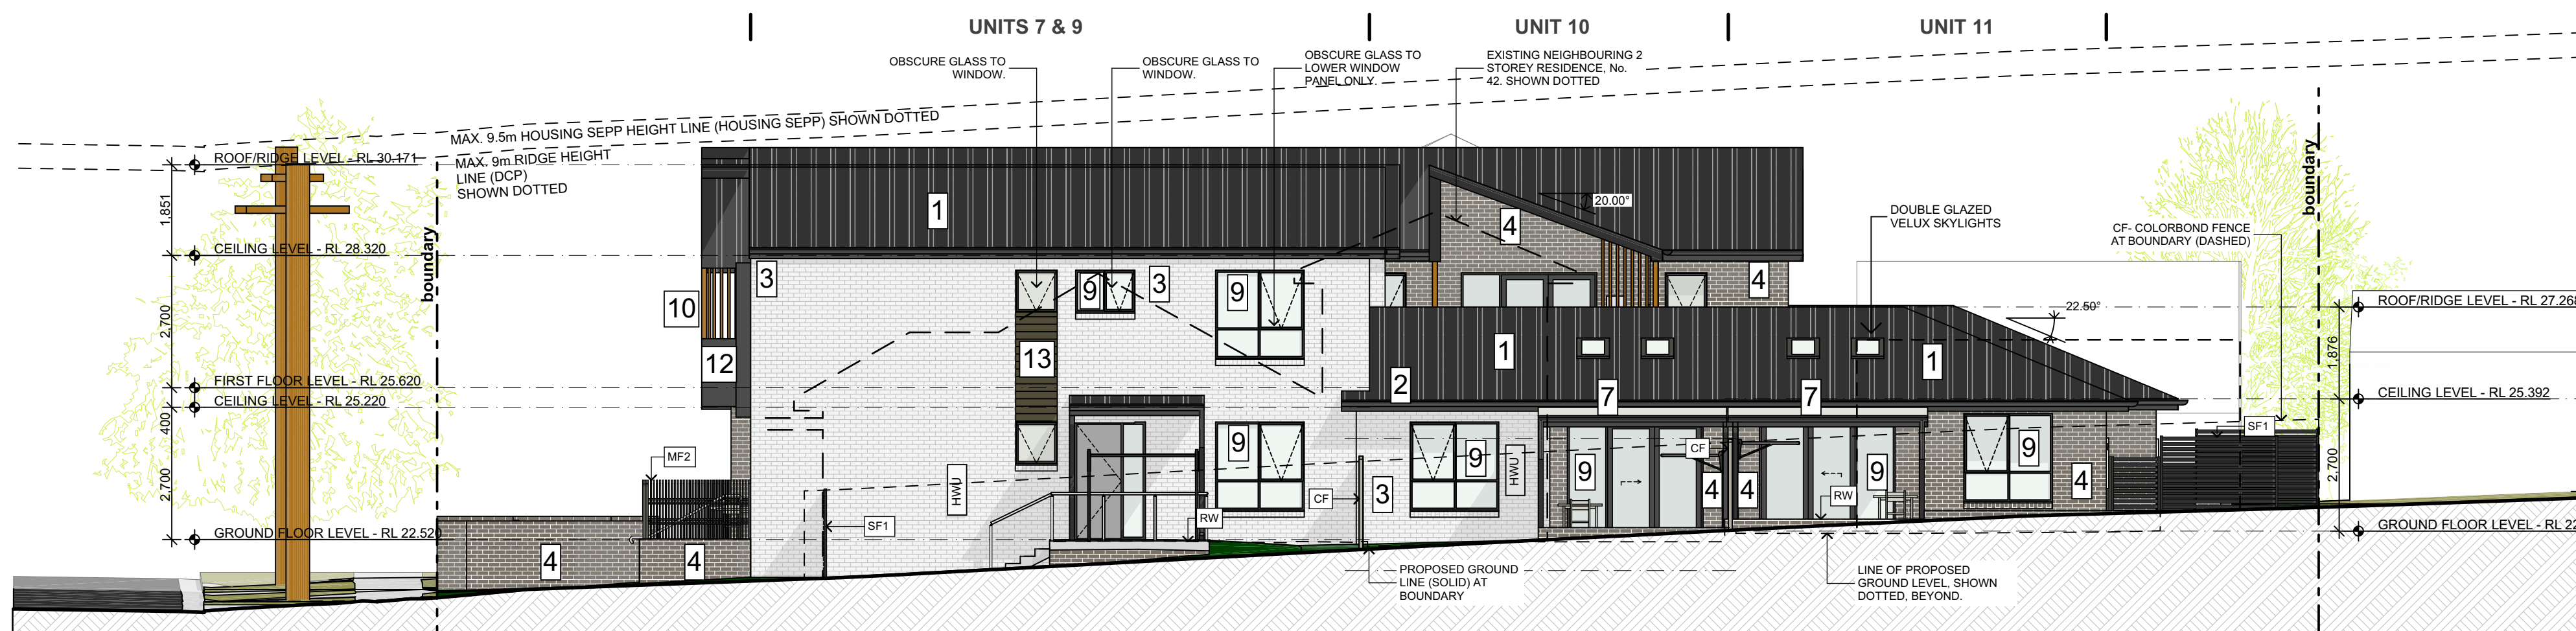 UNITS 7 & 9
UNIT 10
UNIT 11
OBSCURE GLASS TO
WINDOW.
OBSCURE GLASS TO
WINDOW.
OBSCURE GLASS TO
LOWER WINDOW
PANEL ONLY.
EXISTING NEIGHBOURING 2
STOREY RESIDENCE, No.
42. SHOWN DOTTED
MAX. 9.5m HOUSING SEPP HEIGHT LINE (HOUSING SEPP) SHOWN DOTTED
MAX. 9m RIDGE HEIGHT
LINE (DCP)
SHOWN DOTTED
ROOF/RIDGE LEVEL - RL 30.171
1,851
CEILING LEVEL - RL 28.320
2,700
FIRST FLOOR LEVEL - RL 25.620
CEILING LEVEL - RL 25.220
400
2,700
GROUND FLOOR LEVEL - RL 22.520
boundary
boundary
1
20.00°
4
DOUBLE GLAZED
VELUX SKYLIGHTS
CF- COLORBOND FENCE
AT BOUNDARY (DASHED)
3
9
3
9
4
10
12
13
1
1
2
7
7
22.50°
ROOF/RIDGE LEVEL - RL 27.268
1,876
CEILING LEVEL - RL 25.392
2,700
GROUND FLOOR LEVEL - RL 22
MF2
HWU
SF1
9
RW
CF
3
9
HWU
9
CF
4
4
9
RW
9
4
SF1
4
4
PROPOSED GROUND
LINE (SOLID) AT
BOUNDARY
LINE OF PROPOSED
GROUND LEVEL, SHOWN
DOTTED, BEYOND.